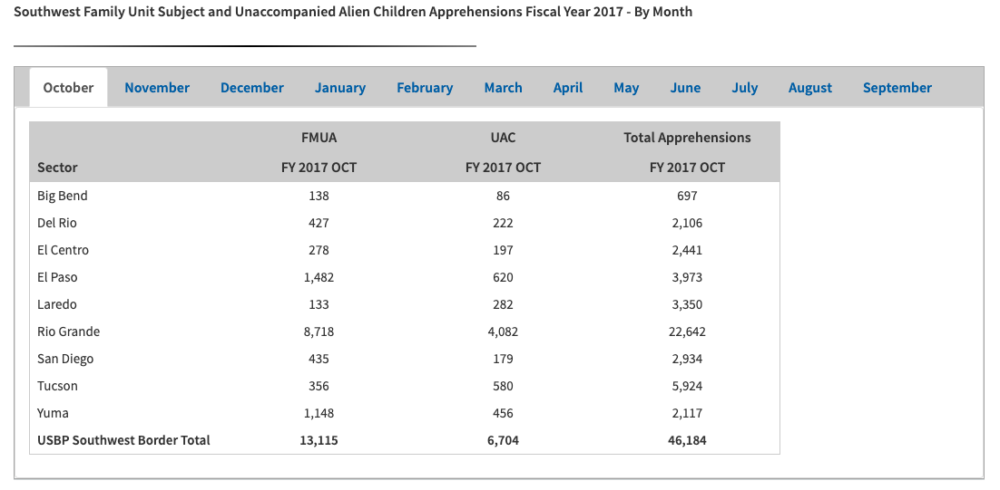 Southwest Family Unit Subject and Unaccompanied Alien Children Apprehensions Fiscal Year 2017 - By Month
October November December January February March April May June July August September
FMUA UAC Total Apprehensions
Sector FY 2017 OCT FY 2017 OCT FY 2017 OCT
Big Bend 138 86 697
Del Rio 427 222 2,106
El Centro 278 197 2,441
El Paso 1,482 620 3,973
Laredo 133 282 3,350
Rio Grande 8,718 4,082 22,642
San Diego 435 179 2,934
Tucson 356 580 5,924
Yuma 1,148 456 2,117
USBP Southwest Border Total 13,115 6,704 46,184